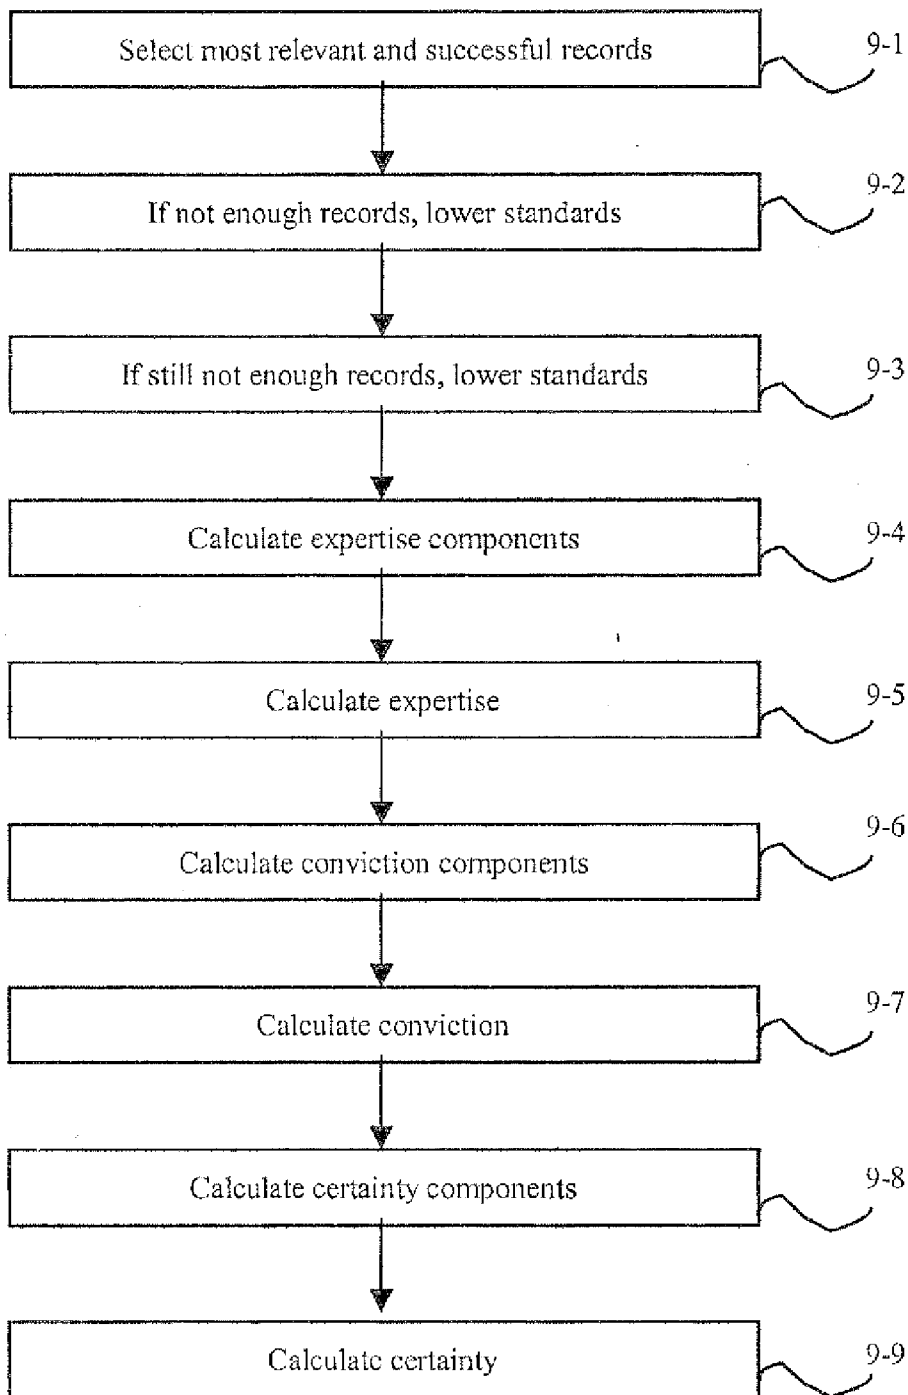 Select most relevant and successful records
9-1
If not enough records, lower standards
9-2
If still not enough records, lower standards
9-3
Calculate expertise components
9-4
Calculate expertise
9-5
Calculate conviction components
9-6
Calculate conviction
9-7
Calculate certainty components
9-8
Calculate certainty
9-9